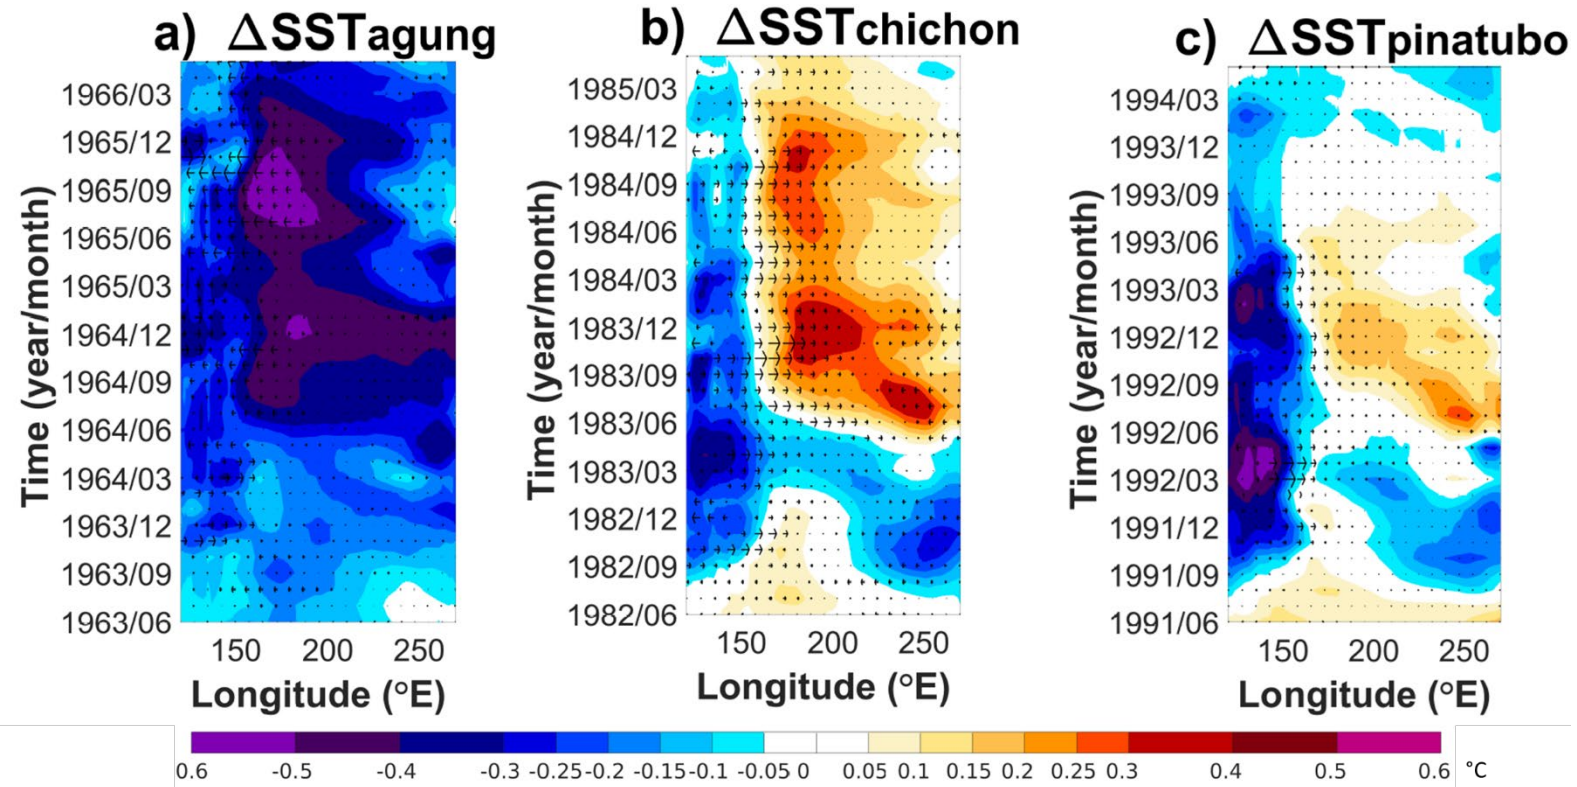 a) ΔSSTagung
b) ΔSSTchichon
c) ΔSSTpinatubo
Time (year/month)
1966/03
1965/12
1965/09
1965/06
1965/03
1964/12
1964/09
1964/06
1964/03
1963/12
1963/09
1963/06
150 200 250
Longitude (°E)
Time (year/month)
1985/03
1984/12
1984/09
1984/06
1984/03
1983/12
1983/09
1983/06
1983/03
1982/12
1982/09
1982/06
150 200 250
Longitude (°E)
Time (year/month)
1994/03
1993/12
1993/09
1993/06
1993/03
1992/12
1992/09
1992/06
1992/03
1991/12
1991/09
1991/06
150 200 250
Longitude (°E)
0.6 -0.5 -0.4 -0.3 -0.25 -0.2 -0.15 -0.1 -0.05 0 0.05 0.1 0.15 0.2 0.25 0.3 0.4 0.5 0.6 °C